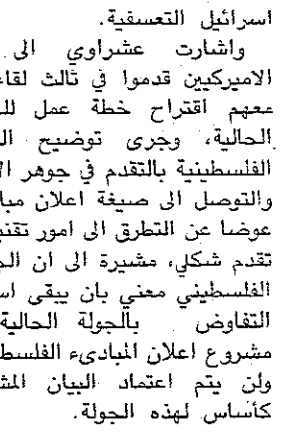 اسرائيل التعسفية.
واشارت عشراوي الى
الاميركيين قدموا في ثالث لقا
معهم اقتراح خطة عمل لل
الحالية، وجرى توضيح ال
الفلسطينية بالتقدم في جوهر ال
والتوصل الى صيغة اعلان مبا
عوضا عن التطرق الى امور تقني
تقدم شكلي، مشيرة الى ان الج
الفلسطيني معني بان يبقى اس
التفاوض بالجولة الحالية
مشروع اعلان المبادىء الفلسط
ولن يتم اعتماد البيان المش
كأساس لهذه الجولة.